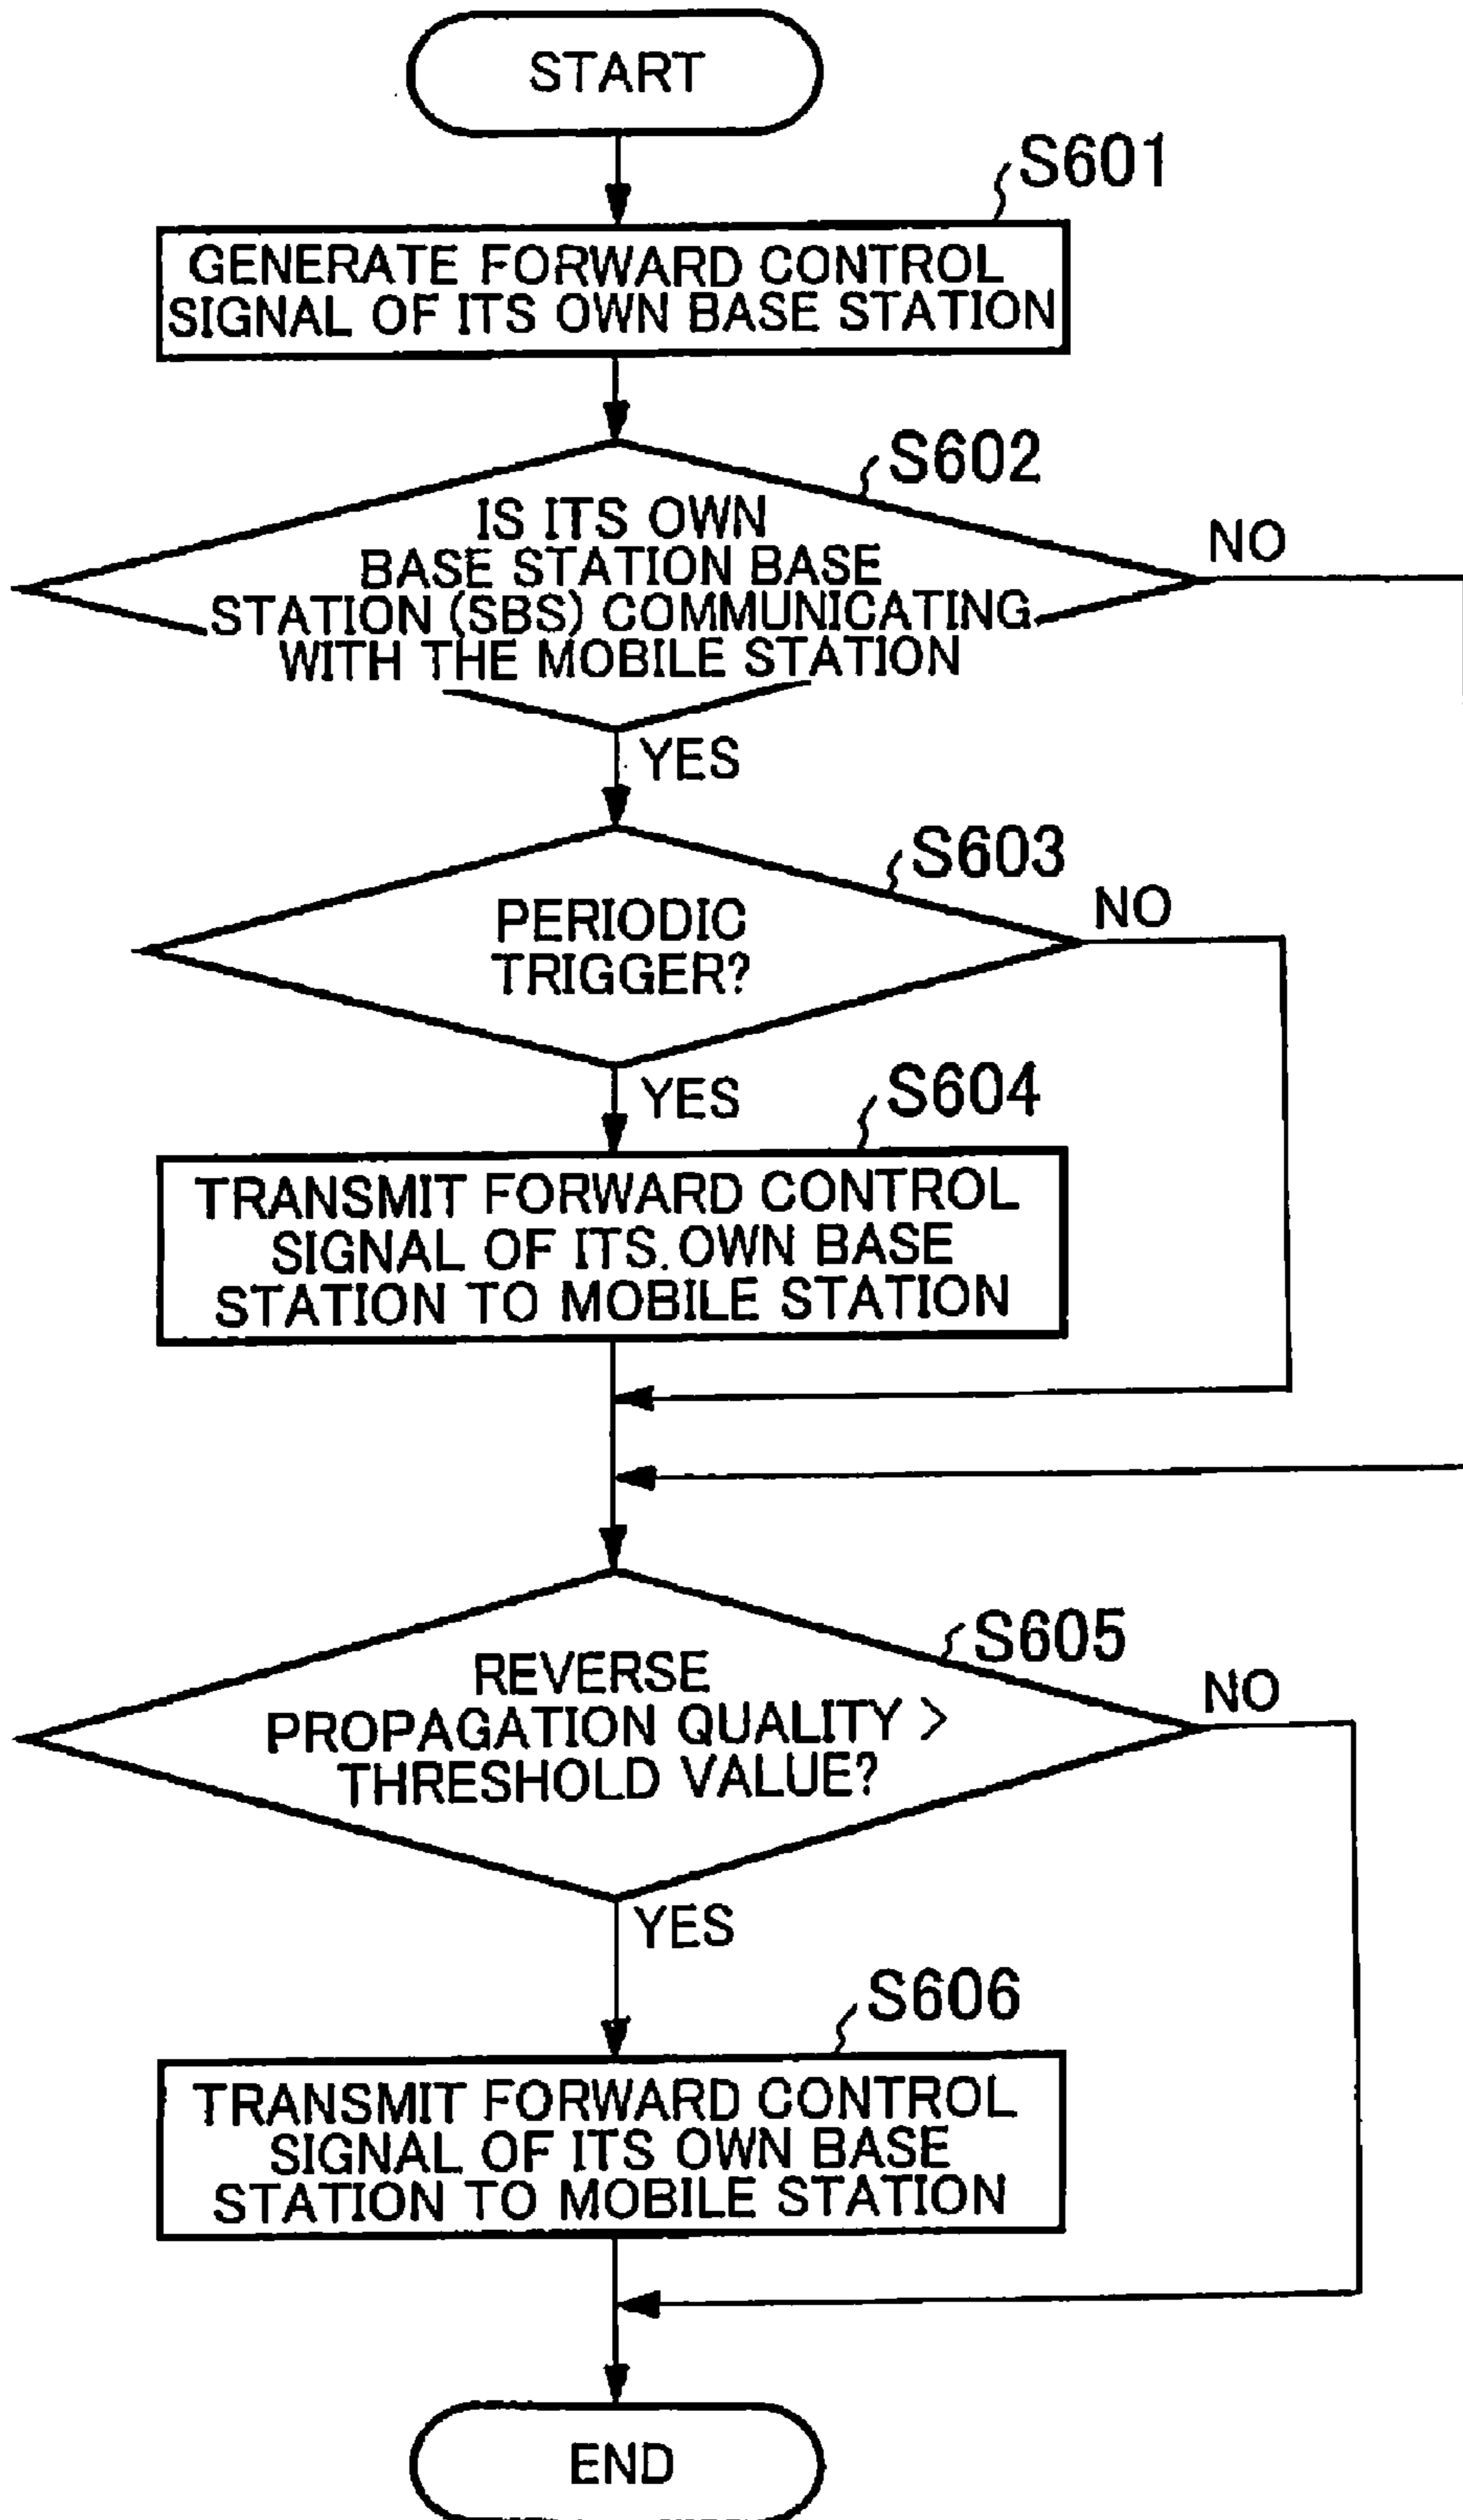 START
S601
GENERATE FORWARD CONTROL
SIGNAL OF ITS OWN BASE STATION
S602
IS ITS OWN
BASE STATION BASE
STATION (SBS) COMMUNICATING
WITH THE MOBILE STATION
NO
YES
S603
PERIODIC
TRIGGER?
NO
YES
S604
TRANSMIT FORWARD CONTROL
SIGNAL OF ITS OWN BASE
STATION TO MOBILE STATION
S605
REVERSE
PROPAGATION QUALITY >
THRESHOLD VALUE?
NO
YES
S606
TRANSMIT FORWARD CONTROL
SIGNAL OF ITS OWN BASE
STATION TO MOBILE STATION
END